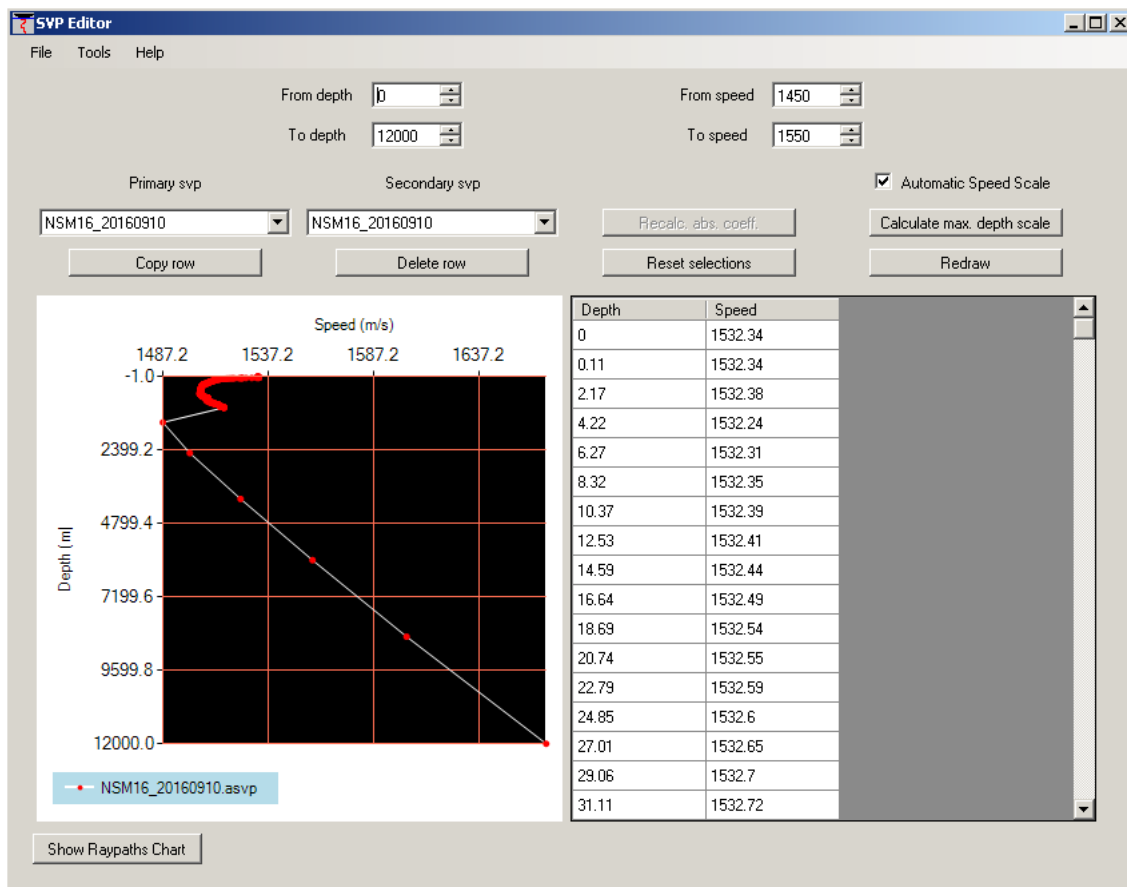 SVP Editor
File Tools Help
From depth 0 From speed 1450
To depth 12000 To speed 1550
Primary svp Secondary svp Automatic Speed Scale
NSM16_20160910 NSM16_20160910 Recalc. abs. coeff. Calculate max. depth scale
Copy row Delete row Reset selections Redraw
Speed (m/s)
1487.2 1537.2 1587.2 1637.2
-1.0
2399.2
4799.4
7199.6
9599.8
12000.0
Depth (m|
NSM16_20160910.asvp
Depth Speed
0 1532.34
0.11 1532.34
2.17 1532.38
4.22 1532.24
6.27 1532.31
8.32 1532.35
10.37 1532.39
12.53 1532.41
14.59 1532.44
16.64 1532.49
18.69 1532.54
20.74 1532.55
22.79 1532.59
24.85 1532.6
27.01 1532.65
29.06 1532.7
31.11 1532.72
Show Raypaths Chart